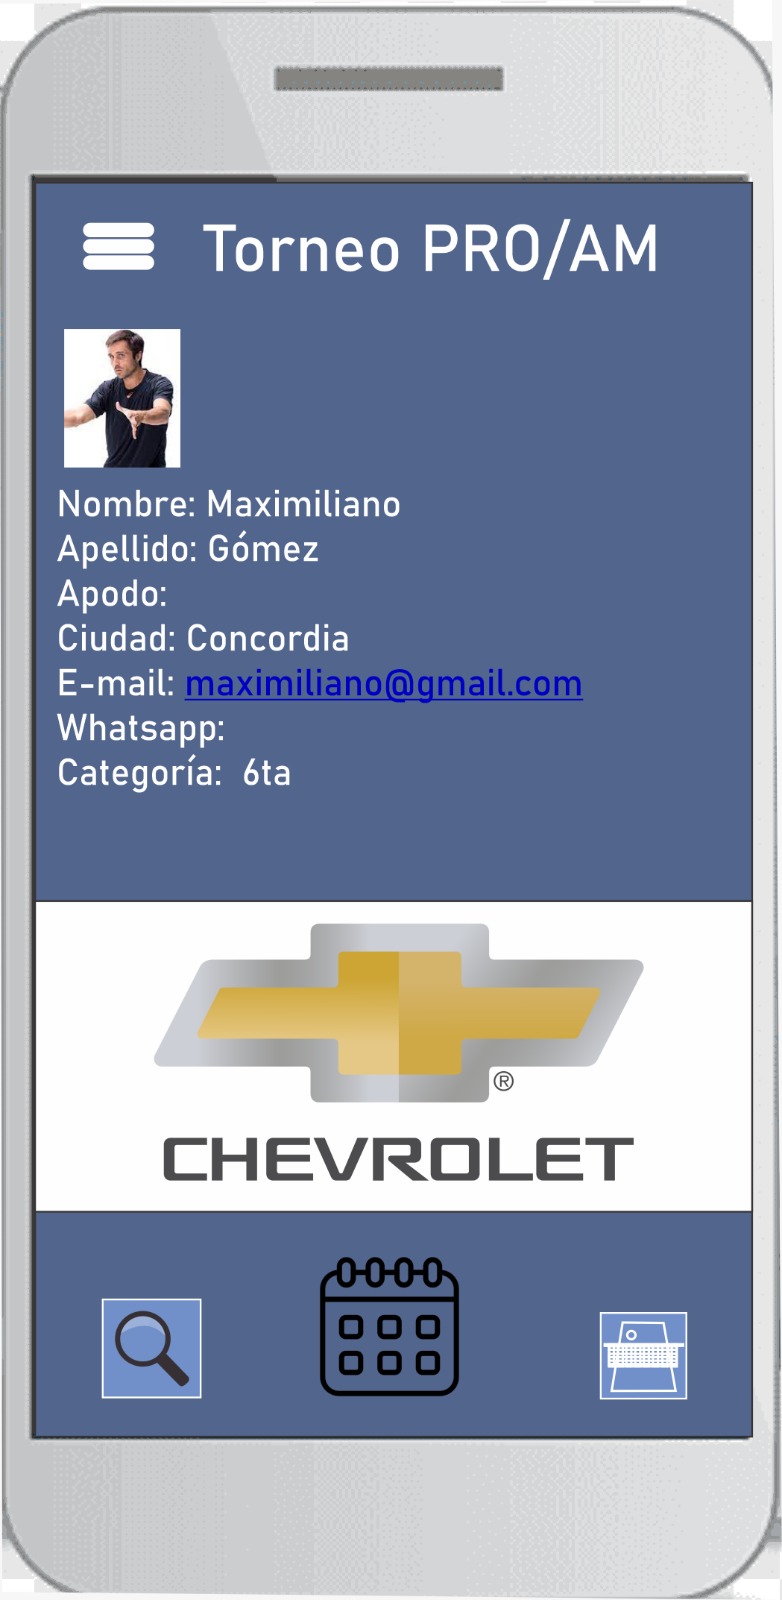 Torneo PRO/AM
Nombre: Maximiliano
Apellido: Gómez
Apodo:
Ciudad: Concordia
E-mail: maximiliano@gmail.com
Whatsapp:
Categoría:  6ta
®
CHEVROLET